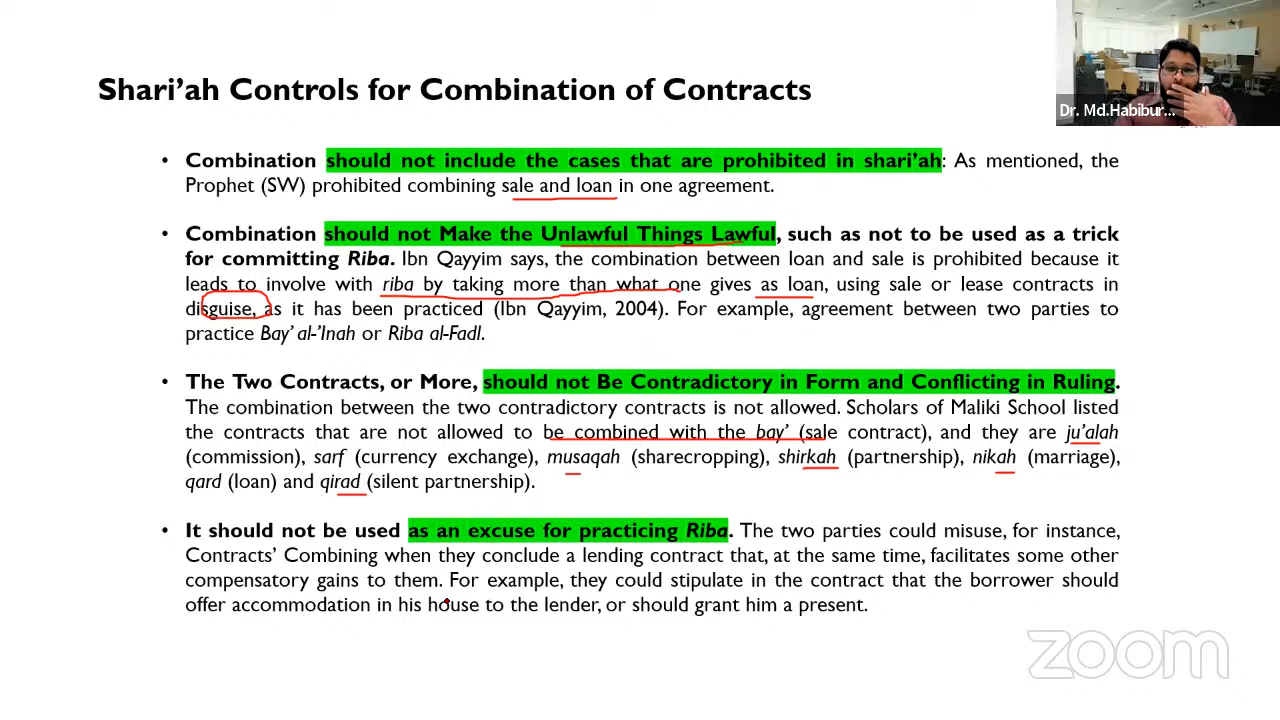 Shari'ah Controls for Combination of Contracts
Dr. Md.Habibur...
• Combination should not include the cases that are prohibited in shari'ah: As mentioned, the
Prophet (SW) prohibited combining sale and loan in one agreement.
• Combination should not Make the Unlawful Things Lawful, such as not to be used as a trick
for committing Riba. Ibn Qayyim says, the combination between loan and sale is prohibited because it
leads to involve with riba by taking more than what one gives as loan, using sale or lease contracts in
disguise, as it has been practiced (Ibn Qayyim, 2004). For example, agreement between two parties to
practice Bay' al-'Inah or Riba al-Fadl.
• The Two Contracts, or More, should not Be Contradictory in Form and Conflicting in Ruling.
The combination between the two contradictory contracts is not allowed. Scholars of Maliki School listed
the contracts that are not allowed to be combined with the bay' (sale contract), and they are ju'alah
(commission), sarf (currency exchange), musaqah (sharecropping), shirkah (partnership), nikah (marriage),
qard (loan) and qirad (silent partnership).
• It should not be used as an excuse for practicing Riba. The two parties could misuse, for instance,
Contracts' Combining when they conclude a lending contract that, at the same time, facilitates some other
compensatory gains to them. For example, they could stipulate in the contract that the borrower should
offer accommodation in his house to the lender, or should grant him a present.
zoom